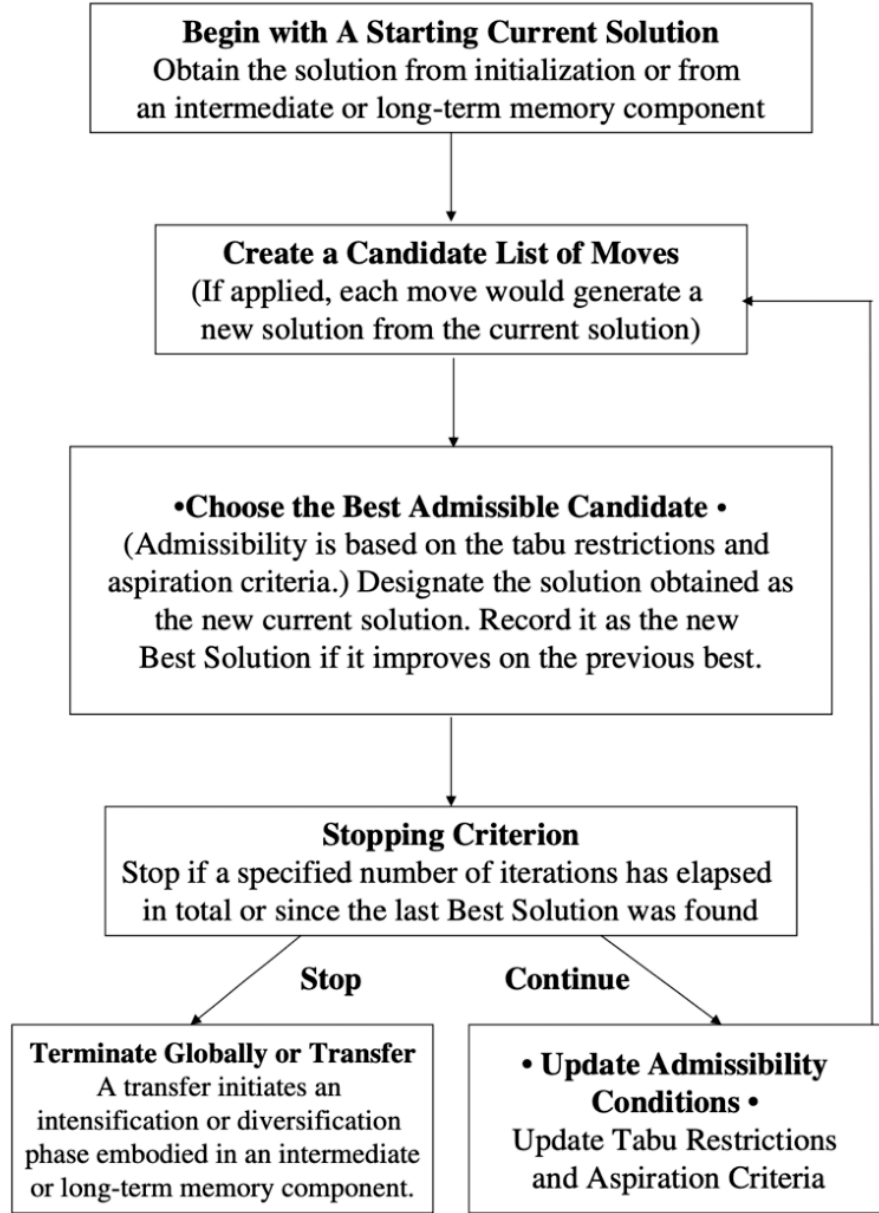 Begin with A Starting Current Solution
Obtain the solution from initialization or from
an intermediate or long-term memory component
Create a Candidate List of Moves
(If applied, each move would generate a
new solution from the current solution)
•Choose the Best Admissible Candidate •
(Admissibility is based on the tabu restrictions and
aspiration criteria.) Designate the solution obtained as
the new current solution. Record it as the new
Best Solution if it improves on the previous best.
Stopping Criterion
Stop if a specified number of iterations has elapsed
in total or since the last Best Solution was found
Stop
Continue
Terminate Globally or Transfer
A transfer initiates an
intensification or diversification
phase embodied in an intermediate
or long-term memory component.
• Update Admissibility
Conditions •
Update Tabu Restrictions
and Aspiration Criteria